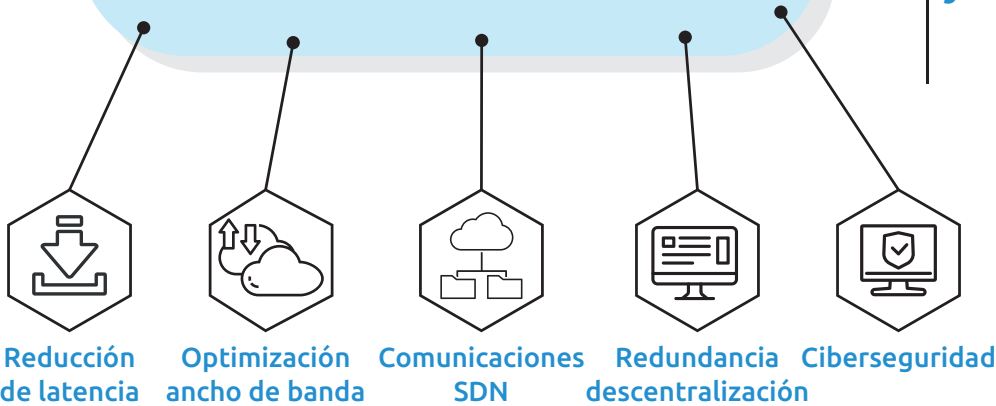 Reducción
de latencia
Optimización
ancho de banda
Comunicaciones
SDN
Redundancia
descentralización
Ciberseguridad